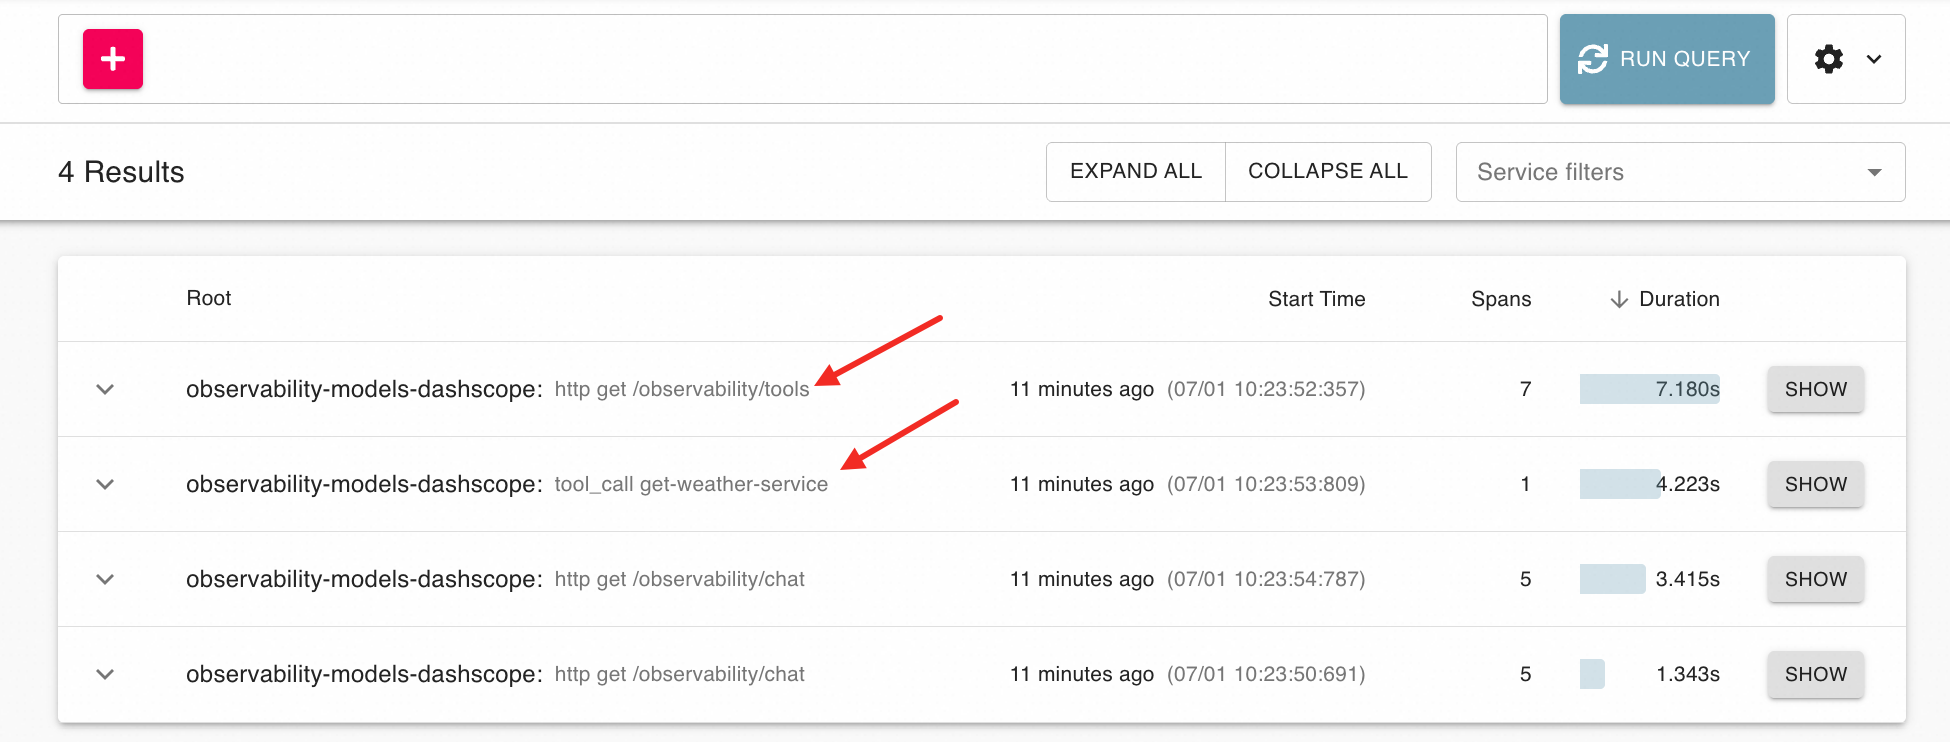 RUN QUERY
4 Results
EXPAND ALL COLLAPSE ALL Service filters
Root Start Time Spans Duration
observability-models-dashscope: http get /observability/tools 11 minutes ago (07/01 10:23:52:357) 7 7.180s SHOW
observability-models-dashscope: tool_call get-weather-service 11 minutes ago (07/01 10:23:53:809) 1 4.223s SHOW
observability-models-dashscope: http get /observability/chat 11 minutes ago (07/01 10:23:54:787) 5 3.415s SHOW
observability-models-dashscope: http get /observability/chat 11 minutes ago (07/01 10:23:50:691) 5 1.343s SHOW